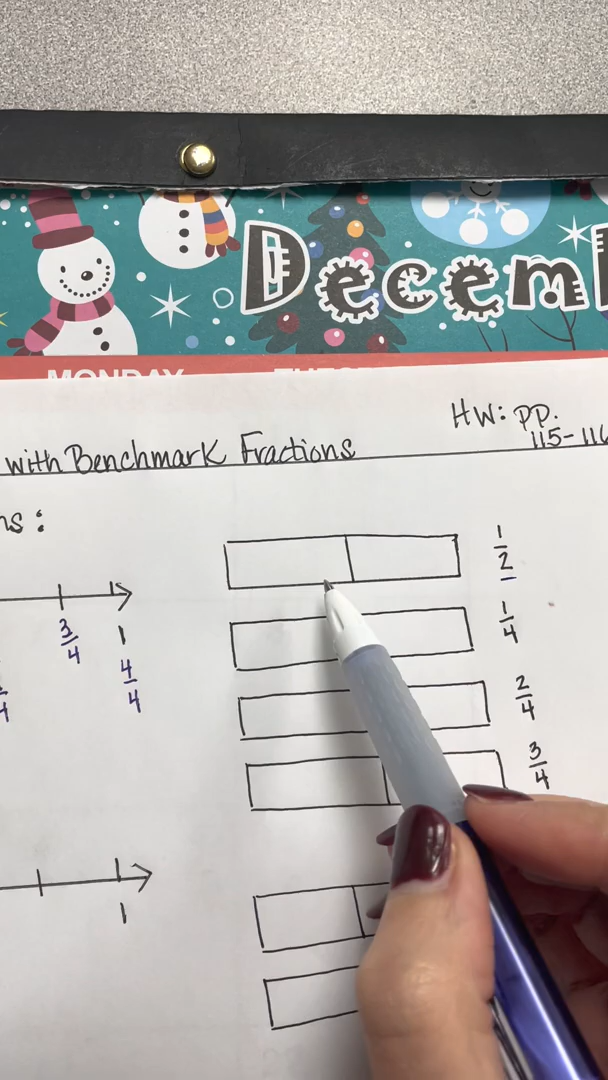 Decem
MONDAY
HW: pp.
115-116
with Benchmark Fractions
ns:
1/2
3/4
1
1/4
4/4
2/4
3/4
1